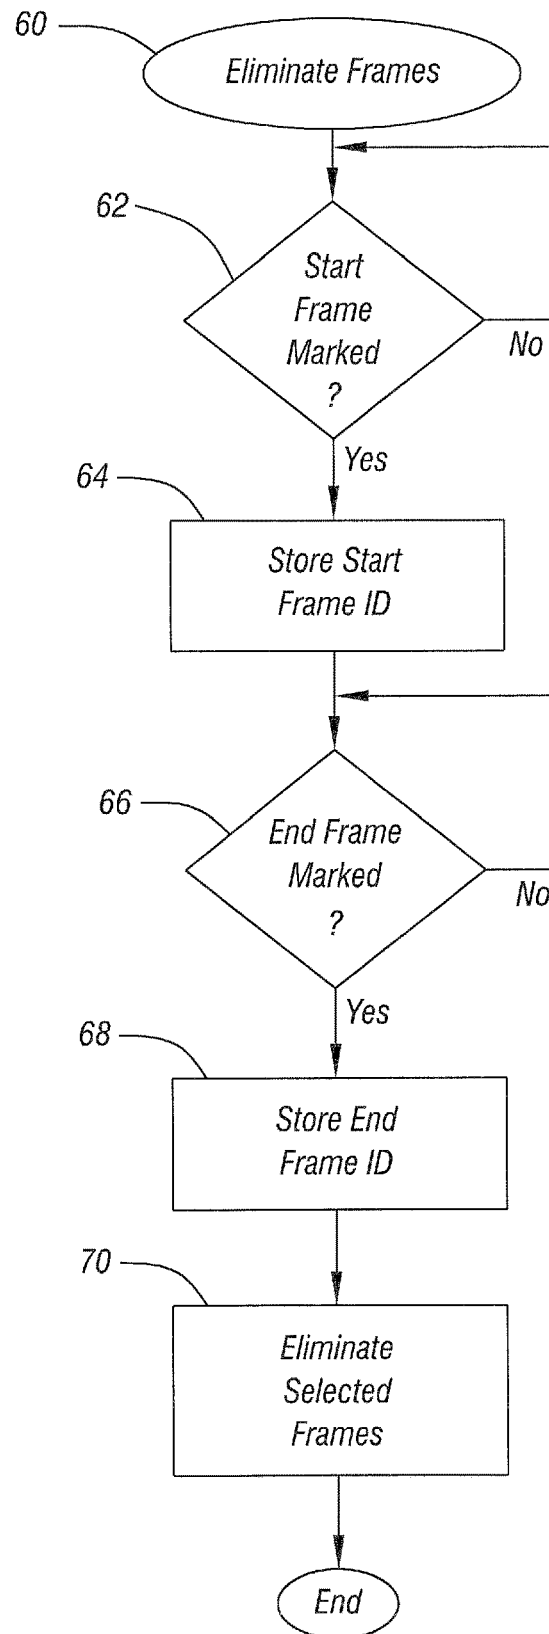 60
Eliminate Frames
62
Start
Frame
Marked
?
No
Yes
64
Store Start
Frame ID
66
End Frame
Marked
?
No
Yes
68
Store End
Frame ID
70
Eliminate
Selected
Frames
End